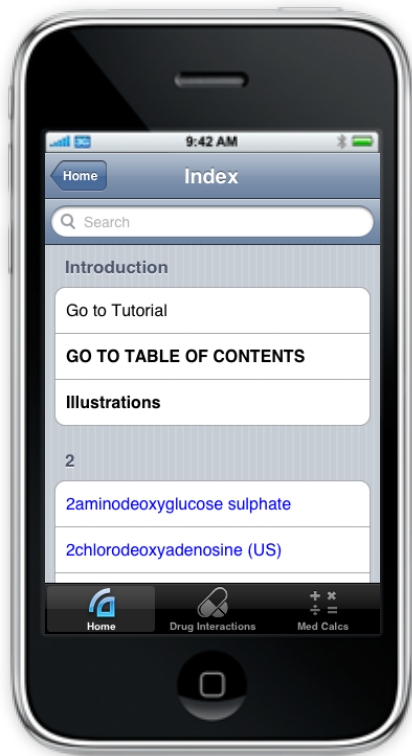 3G
9:42 AM
Home
Index
Search
Introduction
Go to Tutorial
GO TO TABLE OF CONTENTS
Illustrations
2
2aminodeoxyglucose sulphate
2chlorodeoxyadenosine (US)
Home
Drug Interactions
Med Calcs